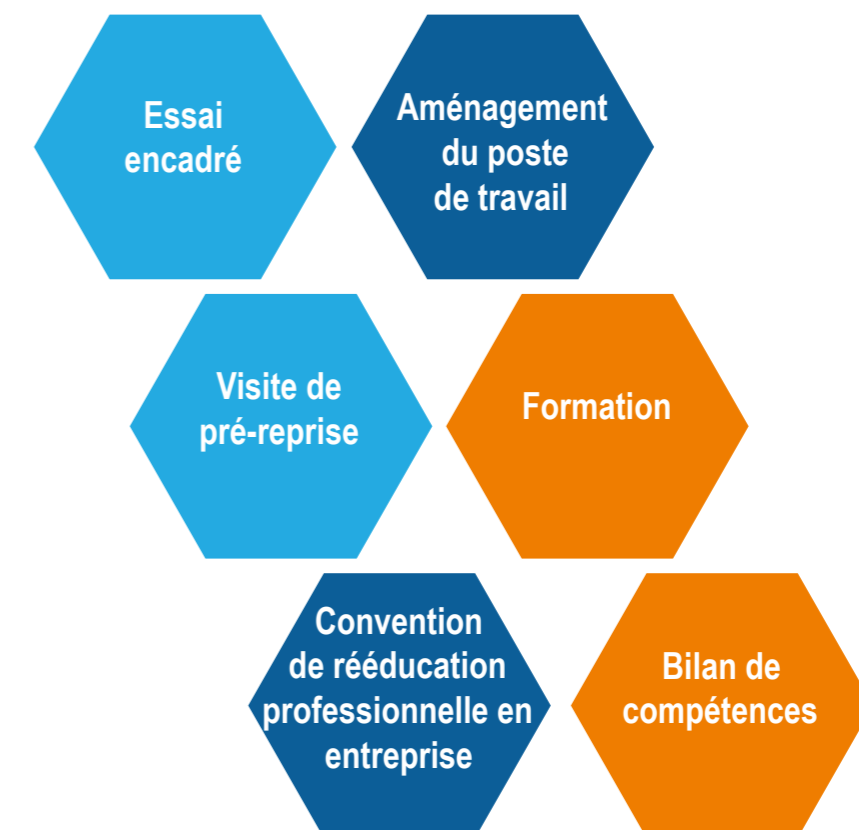 Essai
encadré
Aménagement
du poste
de travail
Visite de
pré-reprise
Formation
Convention
de rééducation
professionnelle en
entreprise
Bilan de
compétences